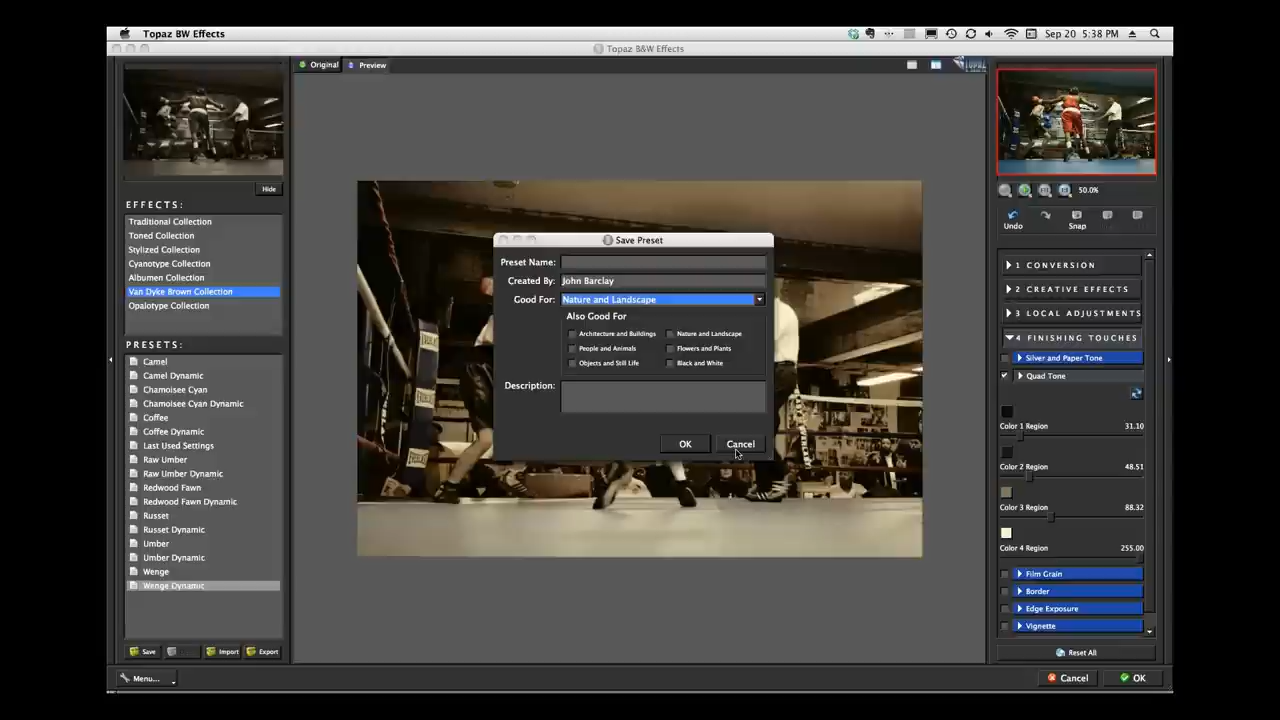 Topaz BW Effects
Sep 20 5:38 PM
Topaz B&W Effects
Original
Preview
TOPAZ
Hide
EFFECTS:
Traditional Collection
Toned Collection
Stylized Collection
Cyanotype Collection
Albumen Collection
Van Dyke Brown Collection
Opalotype Collection
PRESETS:
Camel
Camel Dynamic
Chamoisee Cyan
Chamoisee Cyan Dynamic
Coffee
Coffee Dynamic
Last Used Settings
Raw Umber
Raw Umber Dynamic
Redwood Fawn
Redwood Fawn Dynamic
Russet
Russet Dynamic
Umber
Umber Dynamic
Wenge
Wenge Dynamic
Save
Import
Export
Menu...
Save Preset
Preset Name:
Created By: John Barclay
Good For: Nature and Landscape
Also Good For
Architecture and Buildings
Nature and Landscape
People and Animals
Flowers and Plants
Objects and Still Life
Black and White
Description:
OK
Cancel
EVERLAST
50.0%
Undo
Snap
1 CONVERSION
2 CREATIVE EFFECTS
3 LOCAL ADJUSTMENTS
4 FINISHING TOUCHES
Silver and Paper Tone
Quad Tone
Color 1 Region 31.10
Color 2 Region 48.51
Color 3 Region 88.32
Color 4 Region 255.00
Film Grain
Border
Edge Exposure
Vignette
Reset All
Cancel
OK